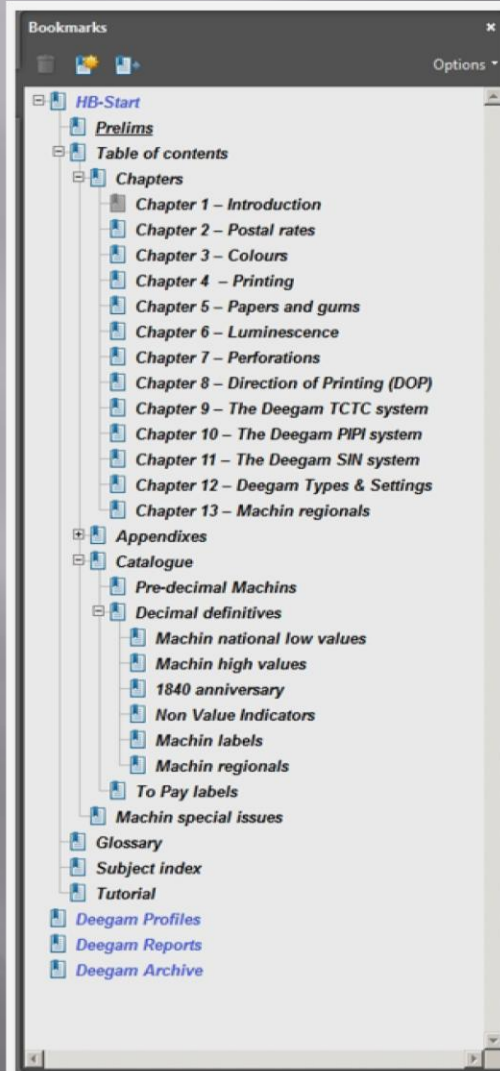 Bookmarks
Options
HB-Start
Prelims
Table of contents
Chapters
Chapter 1 – Introduction
Chapter 2 – Postal rates
Chapter 3 – Colours
Chapter 4 – Printing
Chapter 5 – Papers and gums
Chapter 6 – Luminescence
Chapter 7 – Perforations
Chapter 8 – Direction of Printing (DOP)
Chapter 9 – The Deegam TCTC system
Chapter 10 – The Deegam PIPI system
Chapter 11 – The Deegam SIN system
Chapter 12 – Deegam Types & Settings
Chapter 13 – Machin regionals
Appendixes
Catalogue
Pre-decimal Machins
Decimal definitives
Machin national low values
Machin high values
1840 anniversary
Non Value Indicators
Machin labels
Machin regionals
To Pay labels
Machin special issues
Glossary
Subject index
Tutorial
Deegam Profiles
Deegam Reports
Deegam Archive